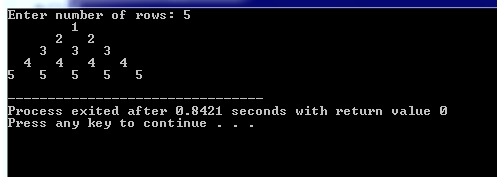 Enter number of rows: 5
1
2 2
3 3 3
4 4 4 4
5 5 5 5 5
--------------------------------
Process exited after 0.8421 seconds with return value 0
Press any key to continue . . .